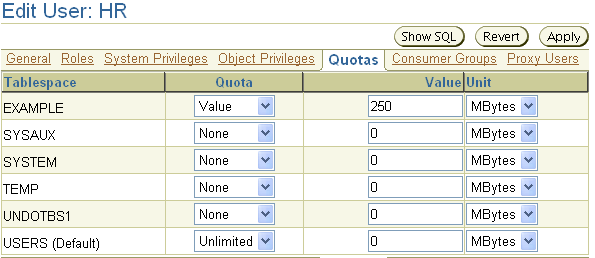 Edit User: HR
Show SQL Revert Apply
General Roles System Privileges Object Privileges Quotas Consumer Groups Proxy Users
Tablespace Quota Value Unit
EXAMPLE Value 250 MBytes
SYSAUX None 0 MBytes
SYSTEM None 0 MBytes
TEMP None 0 MBytes
UNDOTBS1 None 0 MBytes
USERS (Default) Unlimited 0 MBytes